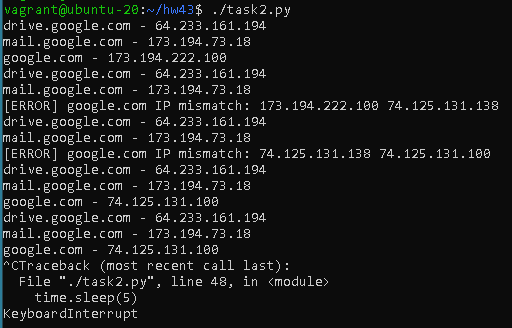 vagrant@ubuntu-20:~/hw43$ ./task2.py
drive.google.com - 64.233.161.194
mail.google.com - 173.194.73.18
google.com - 173.194.222.100
drive.google.com - 64.233.161.194
mail.google.com - 173.194.73.18
[ERROR] google.com IP mismatch: 173.194.222.100 74.125.131.138
drive.google.com - 64.233.161.194
mail.google.com - 173.194.73.18
[ERROR] google.com IP mismatch: 74.125.131.138 74.125.131.100
drive.google.com - 64.233.161.194
mail.google.com - 173.194.73.18
google.com - 74.125.131.100
drive.google.com - 64.233.161.194
mail.google.com - 173.194.73.18
google.com - 74.125.131.100
^CTraceback (most recent call last):
  File "./task2.py", line 48, in <module>
    time.sleep(5)
KeyboardInterrupt